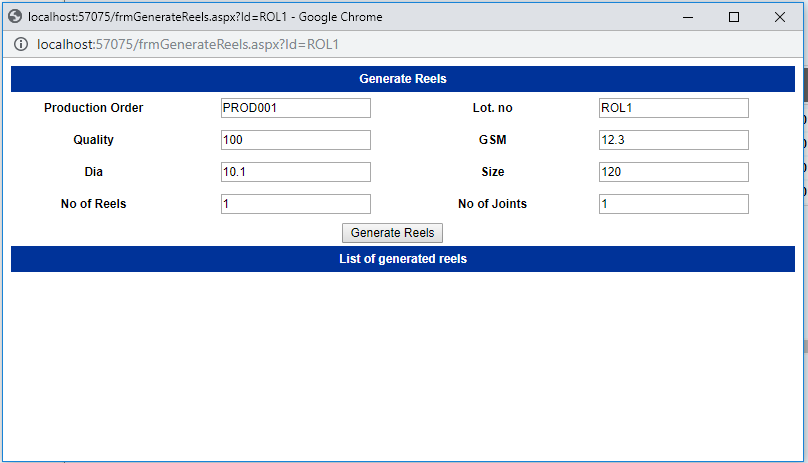 localhost:57075/frmGenerateReels.aspx?Id=ROL1 - Google Chrome
localhost:57075/frmGenerateReels.aspx?Id=ROL1
Generate Reels
Production Order PROD001 Lot. no ROL1
Quality 100 GSM 12.3
Dia 10.1 Size 120
No of Reels 1 No of Joints 1
Generate Reels
List of generated reels